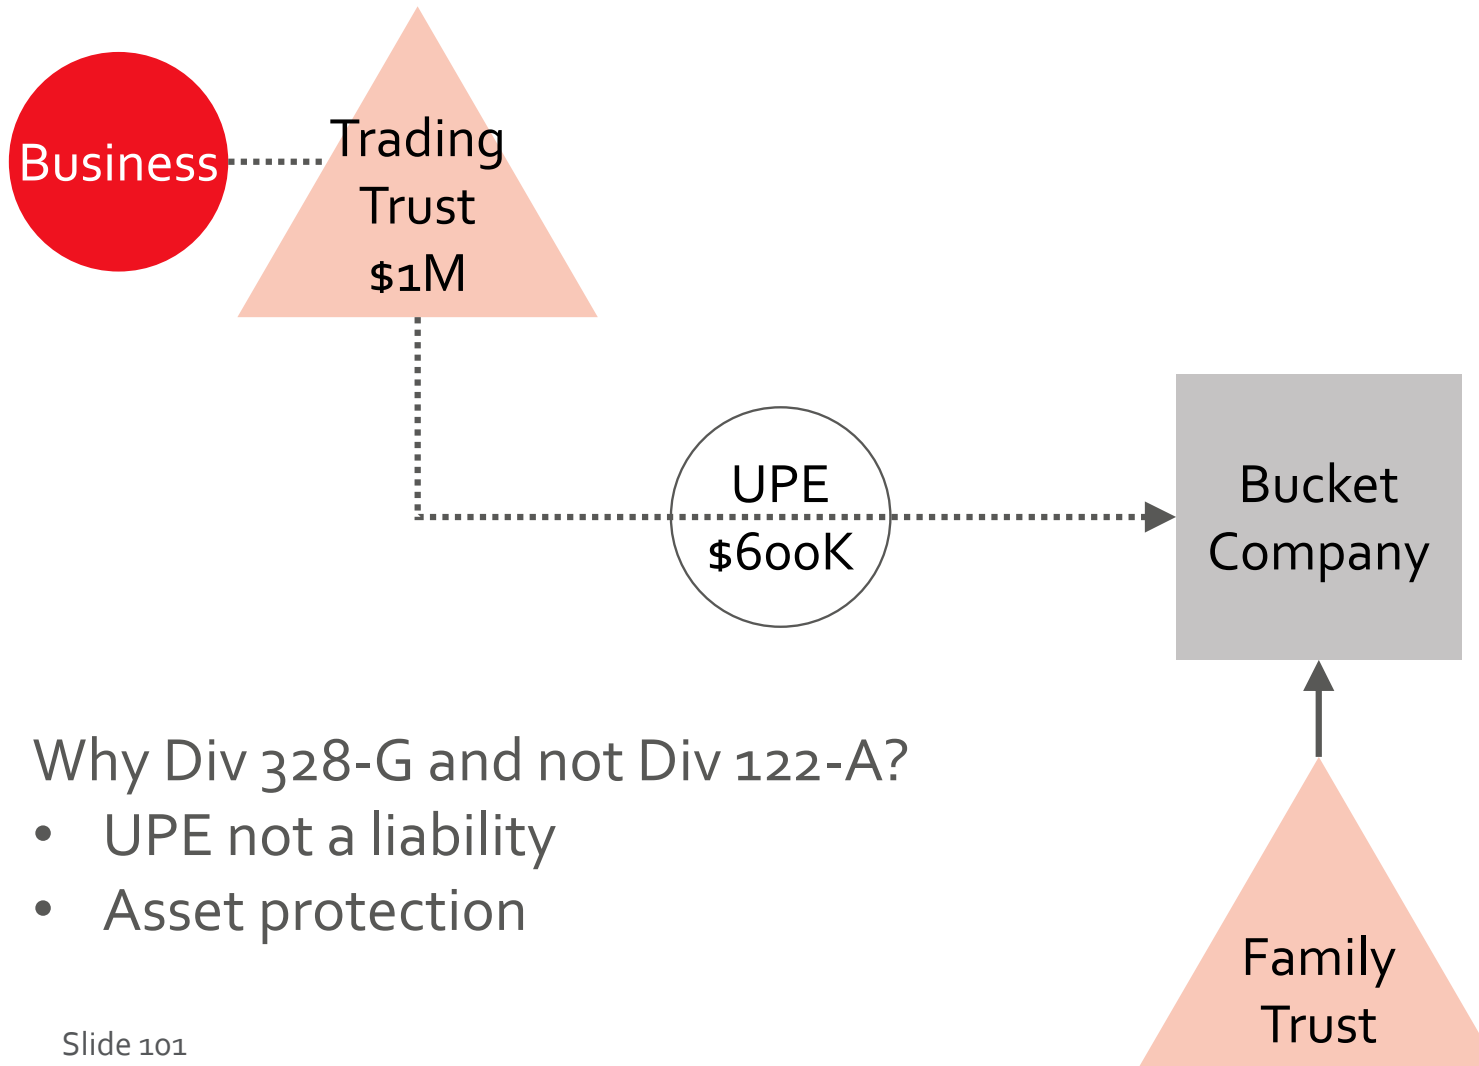 Business
Trading
Trust
$1M
UPE
$600K
Bucket
Company
Why Div 328-G and not Div 122-A?
• UPE not a liability
• Asset protection
Family
Trust
Slide 101